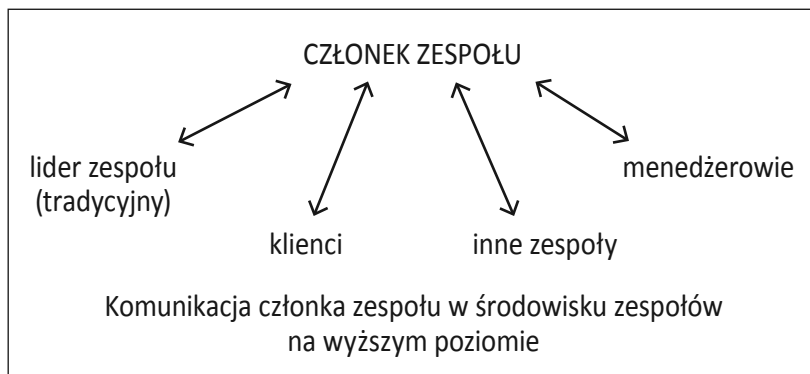 CZŁONEK ZESPOŁU
lider zespołu
(tradycyjny)
menedżerowie
klienci
inne zespoły
Komunikacja członka zespołu w środowisku zespołów
na wyższym poziomie